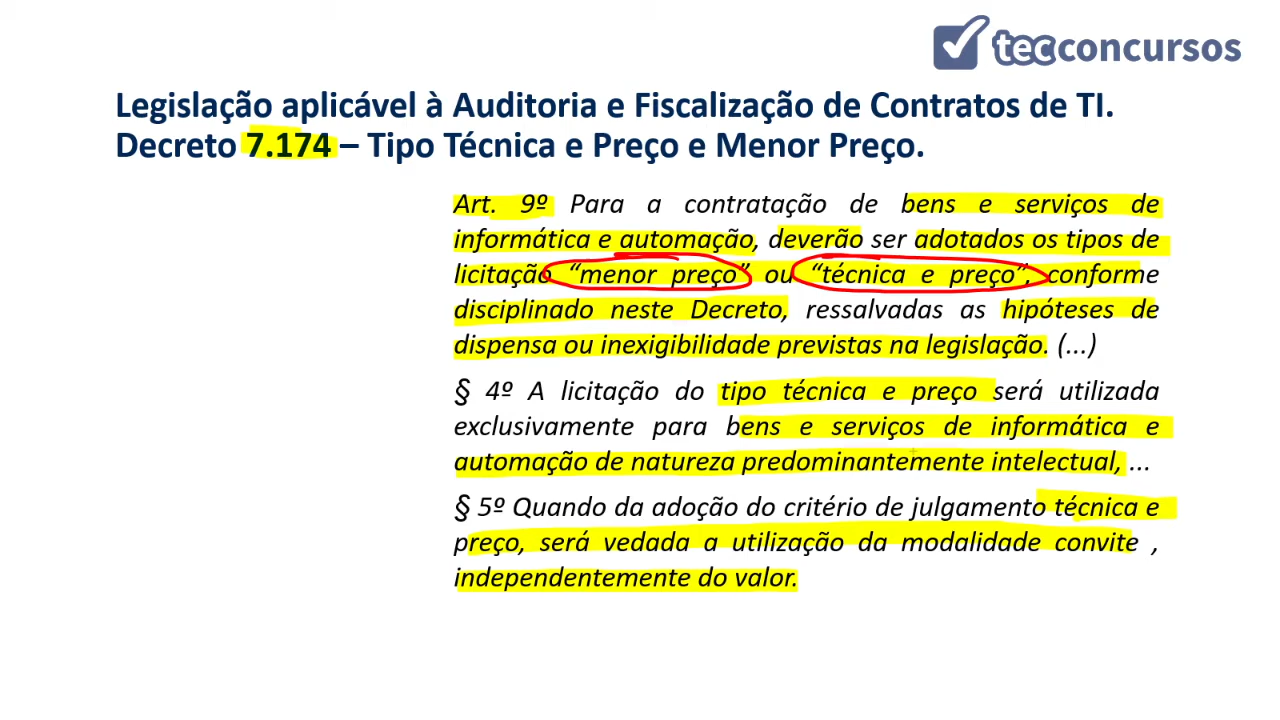 tecconcursos
Legislação aplicável à Auditoria e Fiscalização de Contratos de TI.
Decreto 7.174 – Tipo Técnica e Preço e Menor Preço.
Art. 9º Para a contratação de bens e serviços de
informática e automação, deverão ser adotados os tipos de
licitação “menor preço” ou “técnica e preço”, conforme
disciplinado neste Decreto, ressalvadas as hipóteses de
dispensa ou inexigibilidade previstas na legislação. (...)
§ 4º A licitação do tipo técnica e preço será utilizada
exclusivamente para bens e serviços de informática e
automação de natureza predominantemente intelectual, ...
§ 5º Quando da adoção do critério de julgamento técnica e
preço, será vedada a utilização da modalidade convite ,
independentemente do valor.